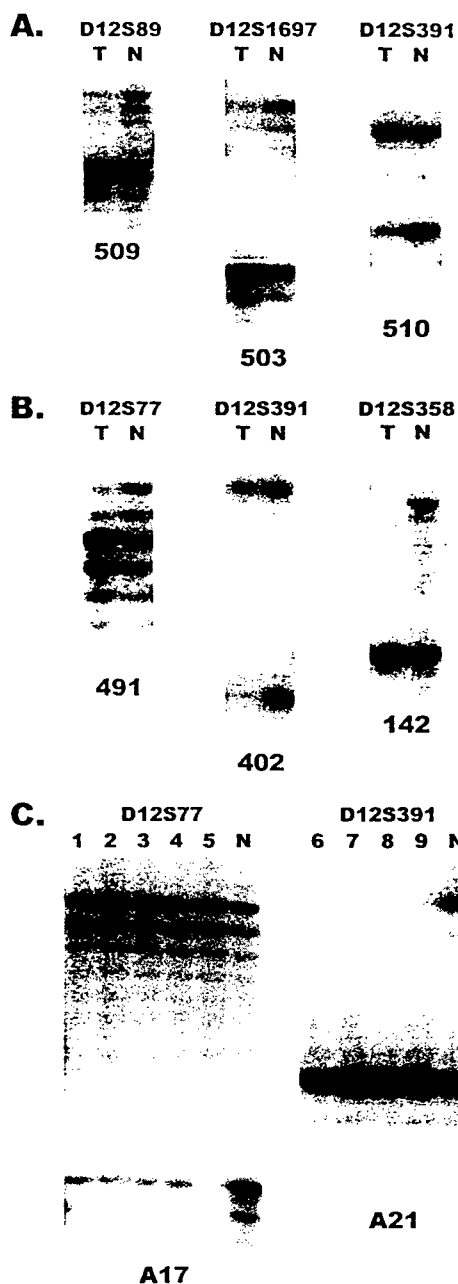 A.
D12S89 D12S1697 D12S391
T N T N T N
509
503
510
B.
D12S77 D12S391 D12S358
T N T N T N
491
402
142
C.
D12S77 D12S391
1 2 3 4 5 N 6 7 8 9 N
A17
A21